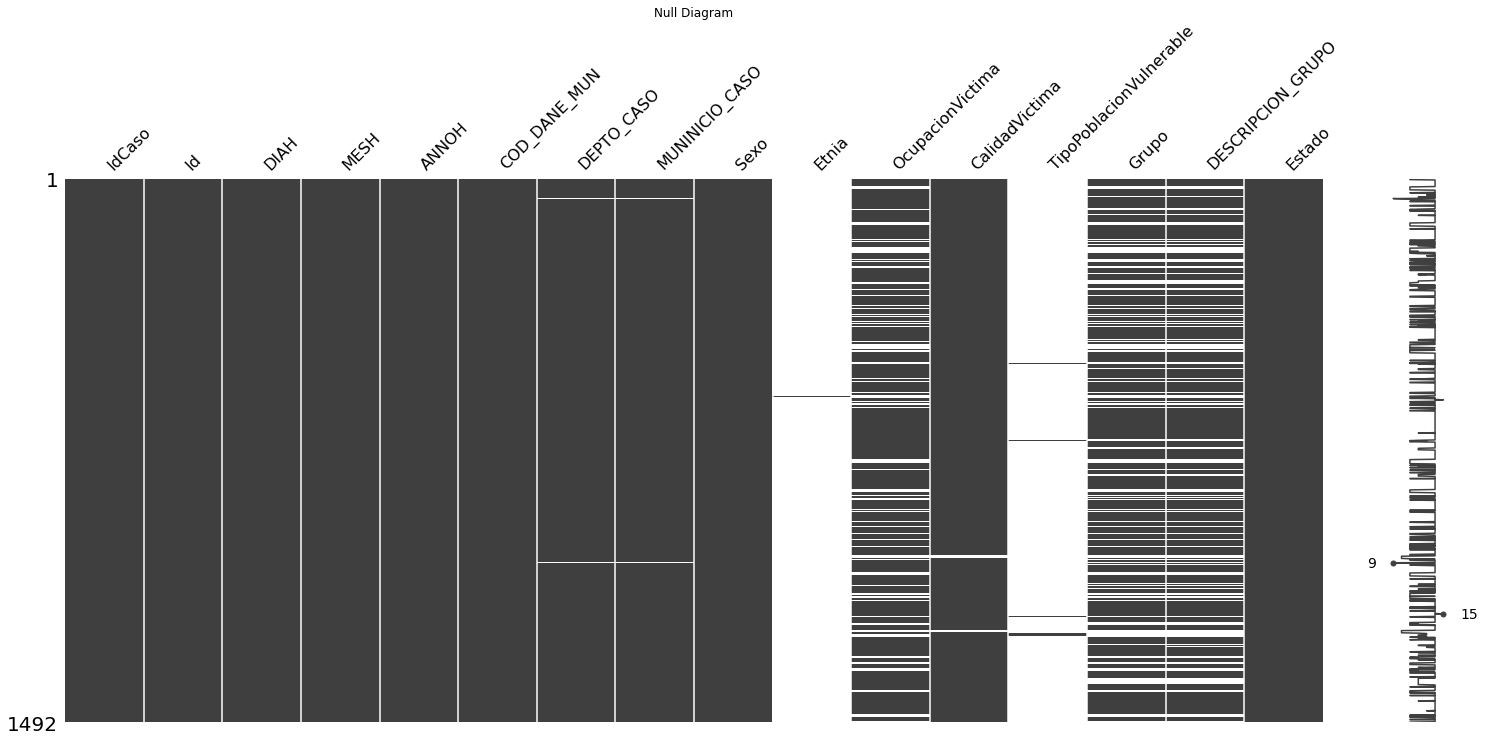 Null Diagram
IdCaso
Id
DIAH
MESH
ANNOH
COD_DANE_MUN
DEPTO_CASO
MUNINICIO_CASO
Sexo
Etnia
OcupacionVictima
CalidadVictima
TipoPoblacionVulnerable
Grupo
DESCRIPCION_GRUPO
Estado
1
9
15
1492